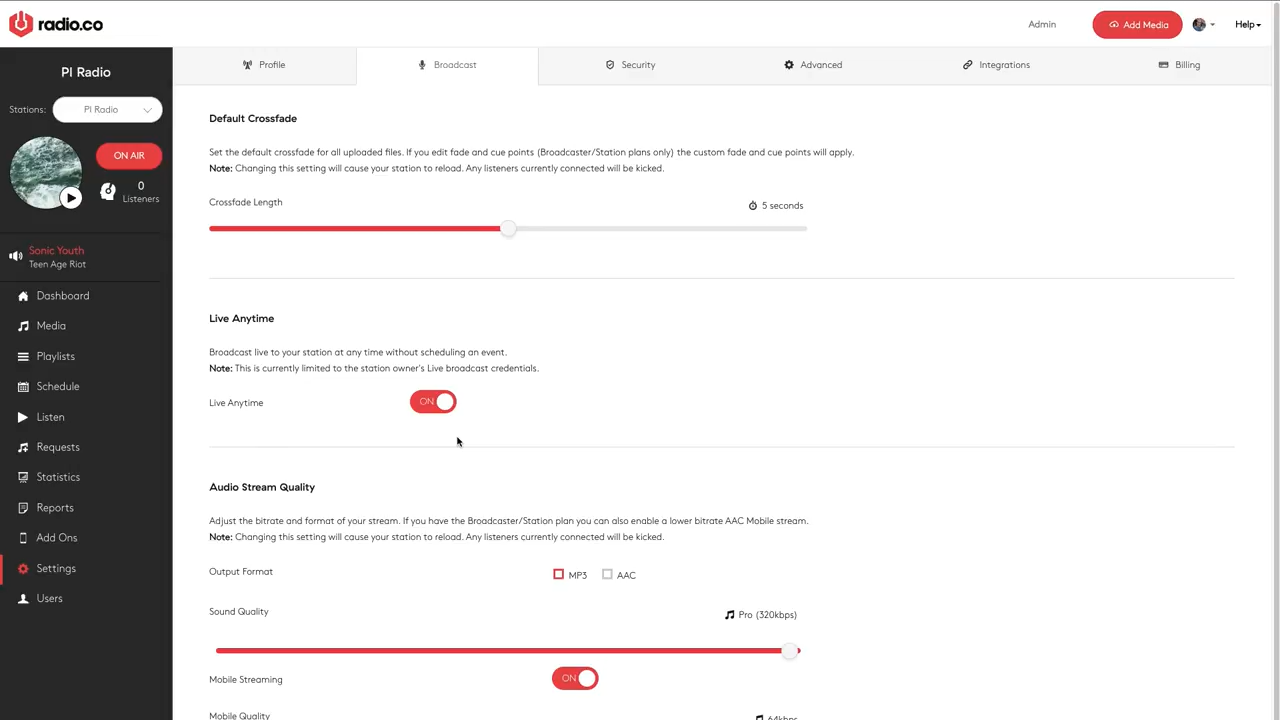 radio.co
Admin
Add Media
Help
PI Radio
Stations: PI Radio
ON AIR
0
Listeners
Sonic Youth
Teen Age Riot
Dashboard
Media
Playlists
Schedule
Listen
Requests
Statistics
Reports
Add Ons
Settings
Users
Profile
Broadcast
Security
Advanced
Integrations
Billing
Default Crossfade
Set the default crossfade for all uploaded files. If you edit fade and cue points (Broadcaster/Station plans only) the custom fade and cue points will apply.
Note: Changing this setting will cause your station to reload. Any listeners currently connected will be kicked.
Crossfade Length
5 seconds
Live Anytime
Broadcast live to your station at any time without scheduling an event.
Note: This is currently limited to the station owner's Live broadcast credentials.
Live Anytime
ON
Audio Stream Quality
Adjust the bitrate and format of your stream. If you have the Broadcaster/Station plan you can also enable a lower bitrate AAC Mobile stream.
Note: Changing this setting will cause your station to reload. Any listeners currently connected will be kicked.
Output Format
MP3 AAC
Sound Quality
Pro (320kbps)
Mobile Streaming
ON
Mobile Quality
64kbps